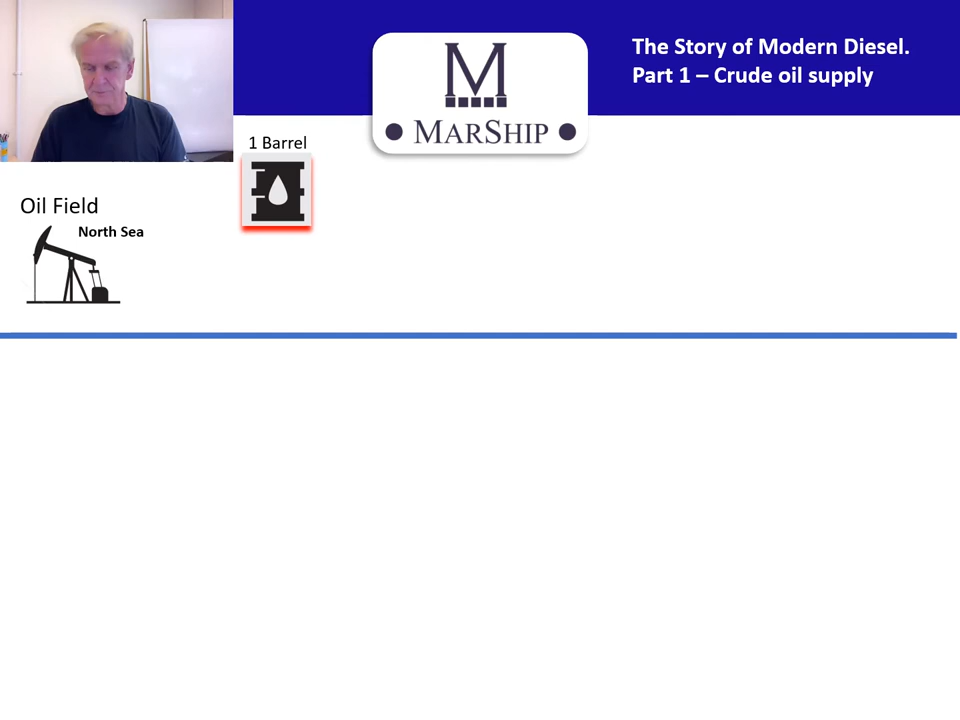 The Story of Modern Diesel.
Part 1 – Crude oil supply
M
MARSHIP
1 Barrel
Oil Field
North Sea